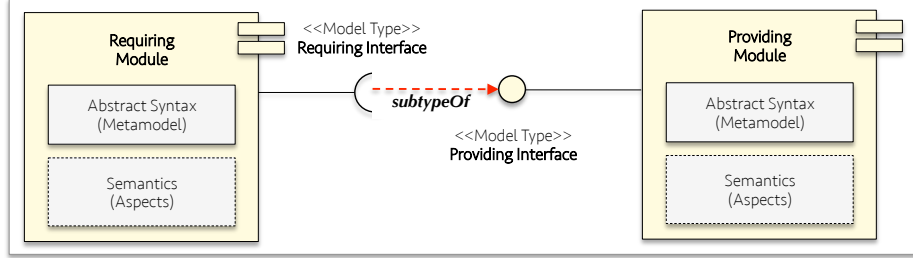 Requiring
Module
Abstract Syntax
(Metamodel)
Semantics
(Aspects)
<<Model Type>>
Requiring Interface
subtypeOf
<<Model Type>>
Providing Interface
Providing
Module
Abstract Syntax
(Metamodel)
Semantics
(Aspects)